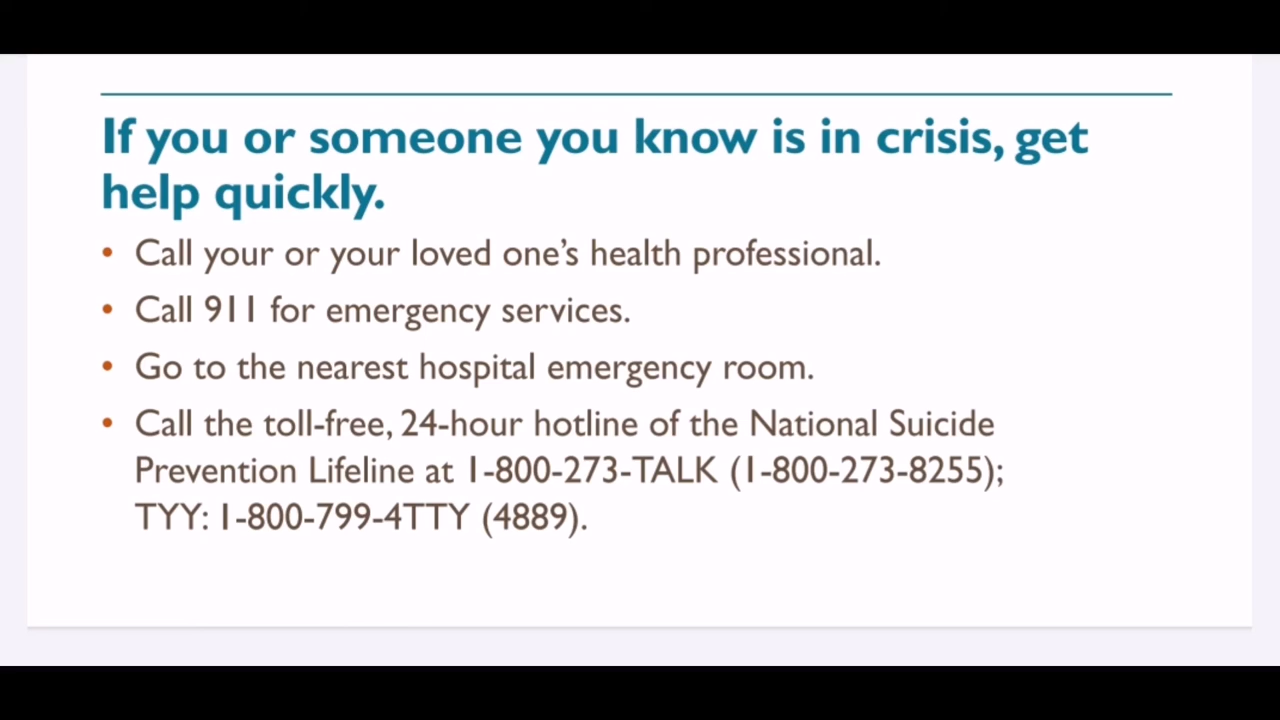 If you or someone you know is in crisis, get
help quickly.
• Call your or your loved one’s health professional.
• Call 911 for emergency services.
• Go to the nearest hospital emergency room.
• Call the toll-free, 24-hour hotline of the National Suicide
Prevention Lifeline at 1-800-273-TALK (1-800-273-8255);
TYY: 1-800-799-4TTY (4889).